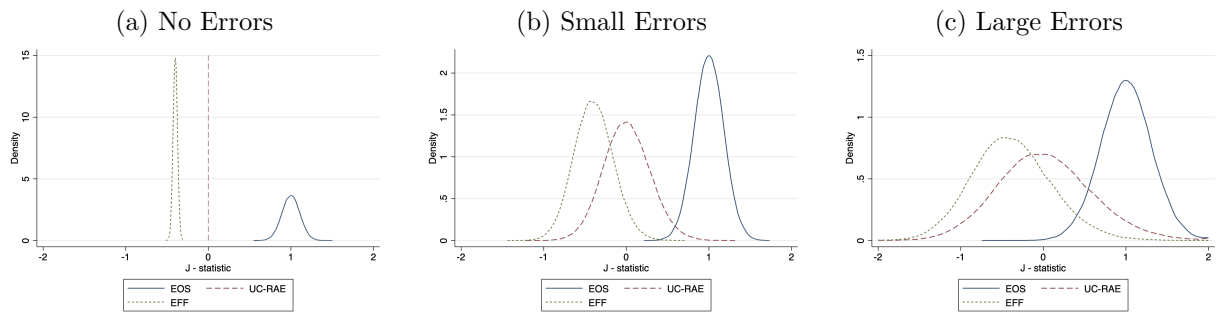 (a) No Errors
15
10
5
0
Density
-2 -1 0 1 2
J - statistic
EOS UC-RAE
EFF
(b) Small Errors
2
1.5
1
.5
0
Density
-2 -1 0 1 2
J - statistic
EOS UC-RAE
EFF
(c) Large Errors
1.5
1
.5
0
Density
-2 -1 0 1 2
J - statistic
EOS UC-RAE
EFF